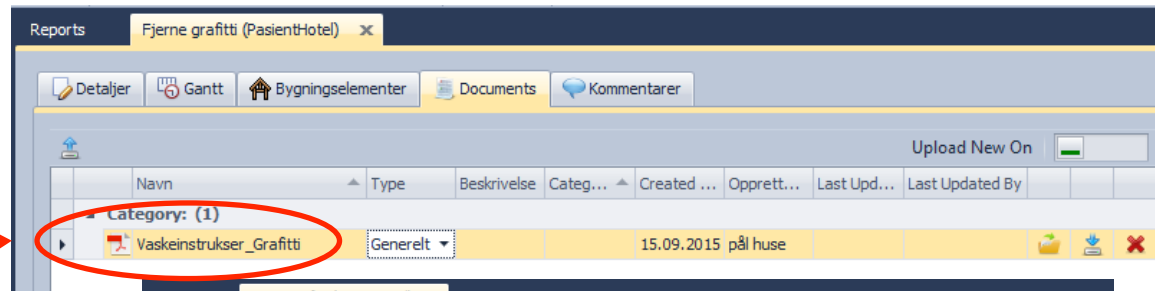 Reports Fjerne grafitti (PasientHotel)
Detaljer Gantt Bygningselementer Documents Kommentarer
Upload New On
Navn Type Beskrivelse Categ... Created ... Opprett... Last Upd... Last Updated By
Category: (1)
Vaskeinstrukser_Grafitti Generelt 15.09.2015 pål huse